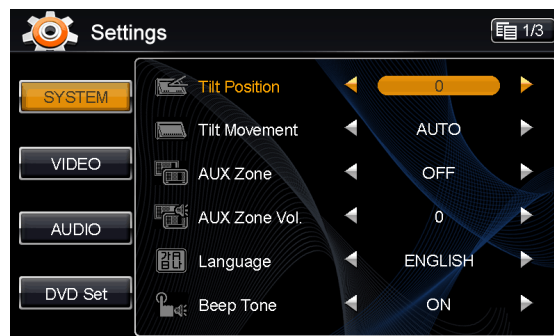 Settings
1/3
SYSTEM
VIDEO
AUDIO
DVD Set
Tilt Position 0
Tilt Movement AUTO
AUX Zone OFF
AUX Zone Vol. 0
Language ENGLISH
Beep Tone ON